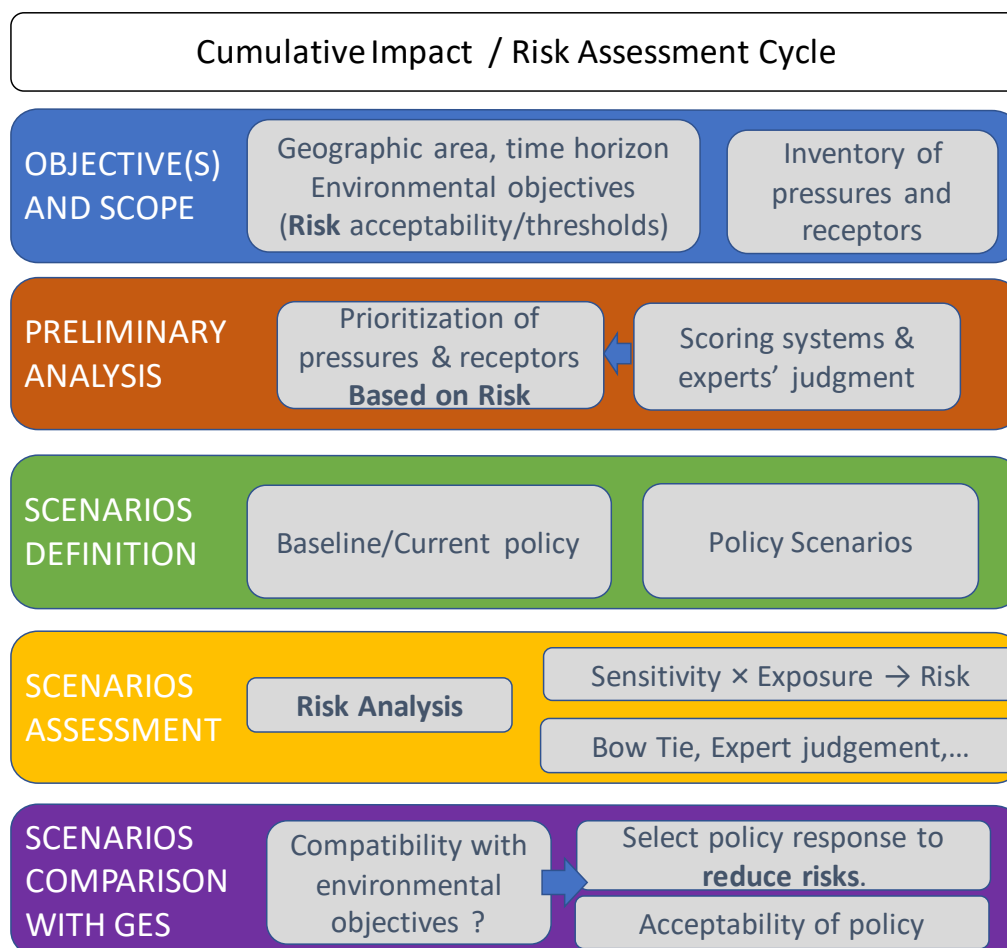 Cumulative Impact / Risk Assessment Cycle
OBJECTIVE(S)
AND SCOPE
Geographic area, time horizon
Environmental objectives
(Risk acceptability/thresholds)
Inventory of
pressures and
receptors
PRELIMINARY
ANALYSIS
Prioritization of
pressures & receptors
Based on Risk
Scoring systems &
experts’ judgment
SCENARIOS
DEFINITION
Baseline/Current policy
Policy Scenarios
SCENARIOS
ASSESSMENT
Risk Analysis
Sensitivity × Exposure → Risk
Bow Tie, Expert judgement,...
SCENARIOS
COMPARISON
WITH GES
Compatibility with
environmental
objectives ?
Select policy response to
reduce risks.
Acceptability of policy